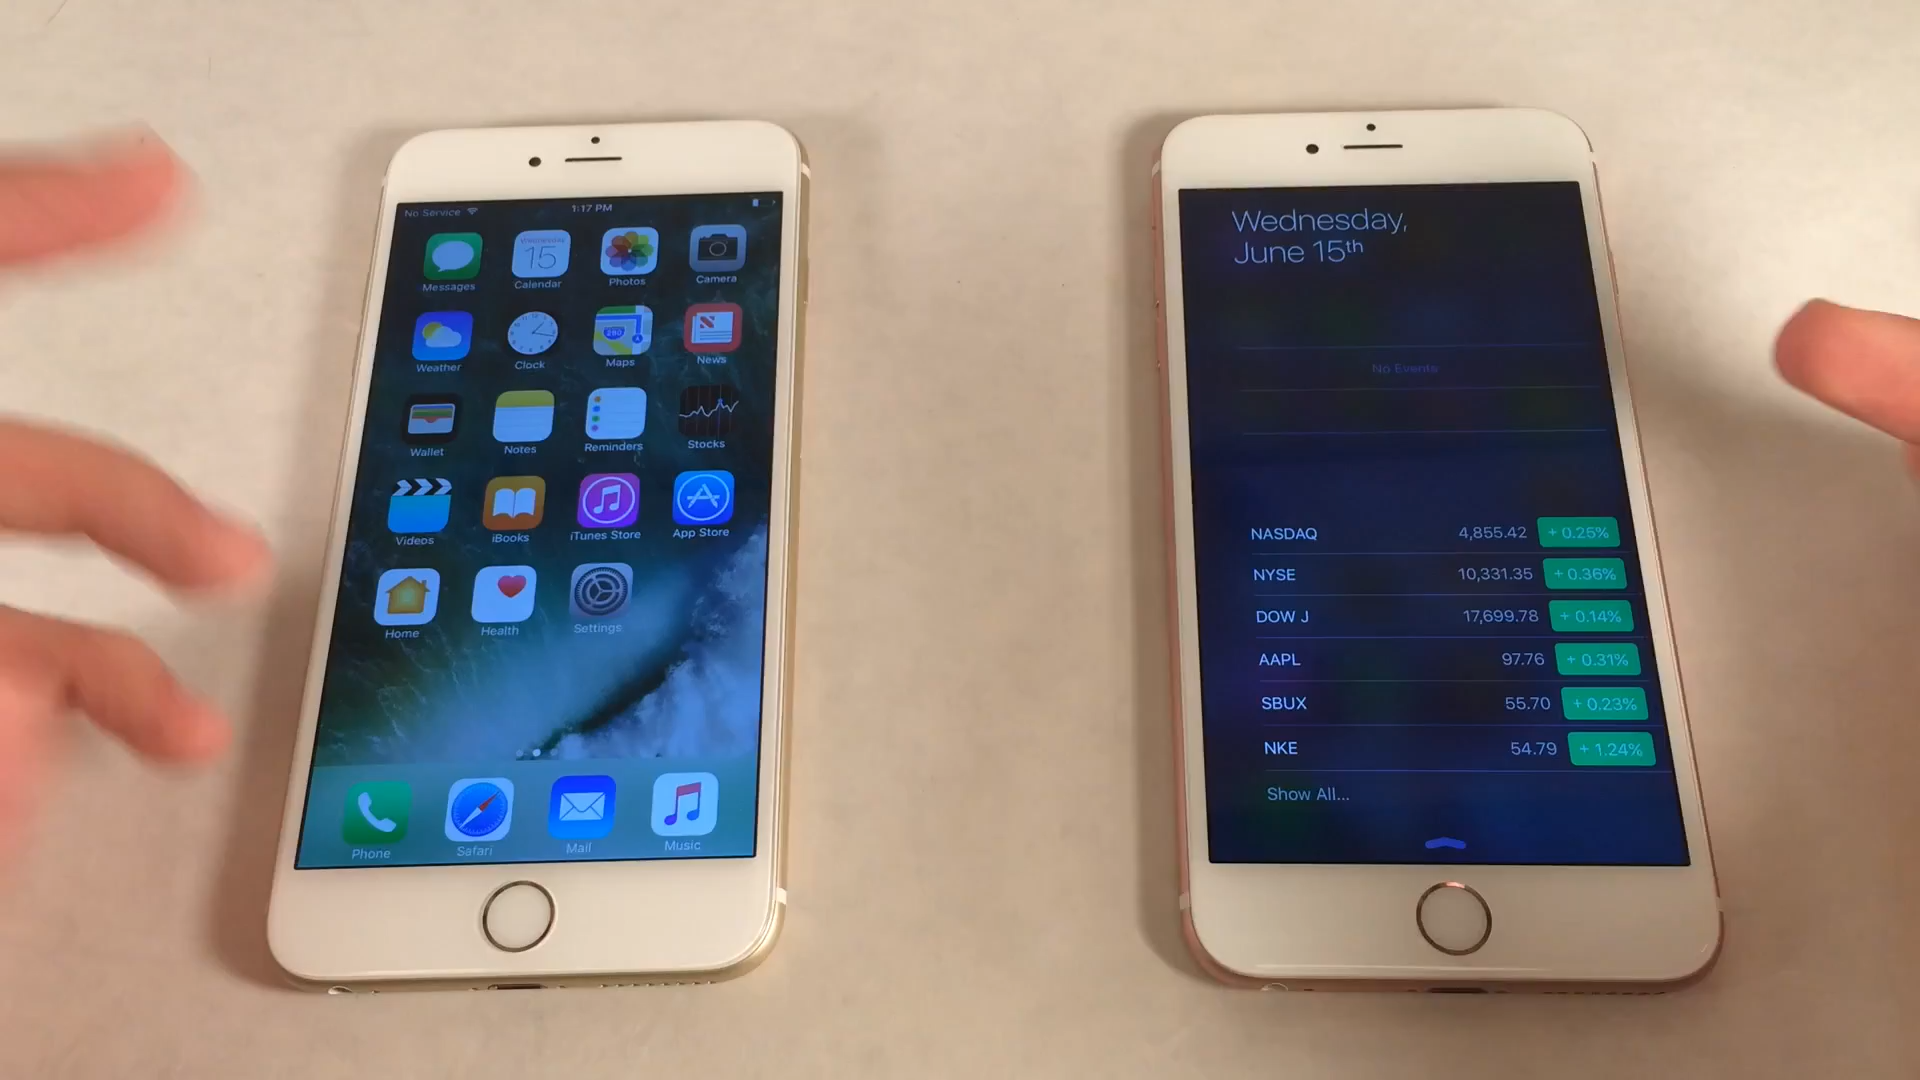 No Service
1:17 PM
Messages
Wednesday
15
Calendar
Photos
Camera
Weather
Clock
280
Maps
News
Wallet
Notes
Reminders
Stocks
Videos
iBooks
iTunes Store
App Store
Home
Health
Settings
Phone
Safari
Mail
Music
Wednesday,
June 15th
No Events
NASDAQ 4,855.42 + 0.25%
NYSE 10,331.35 + 0.36%
DOW J 17,699.78 + 0.14%
AAPL 97.76 + 0.31%
SBUX 55.70 + 0.23%
NKE 54.79 + 1.24%
Show All...